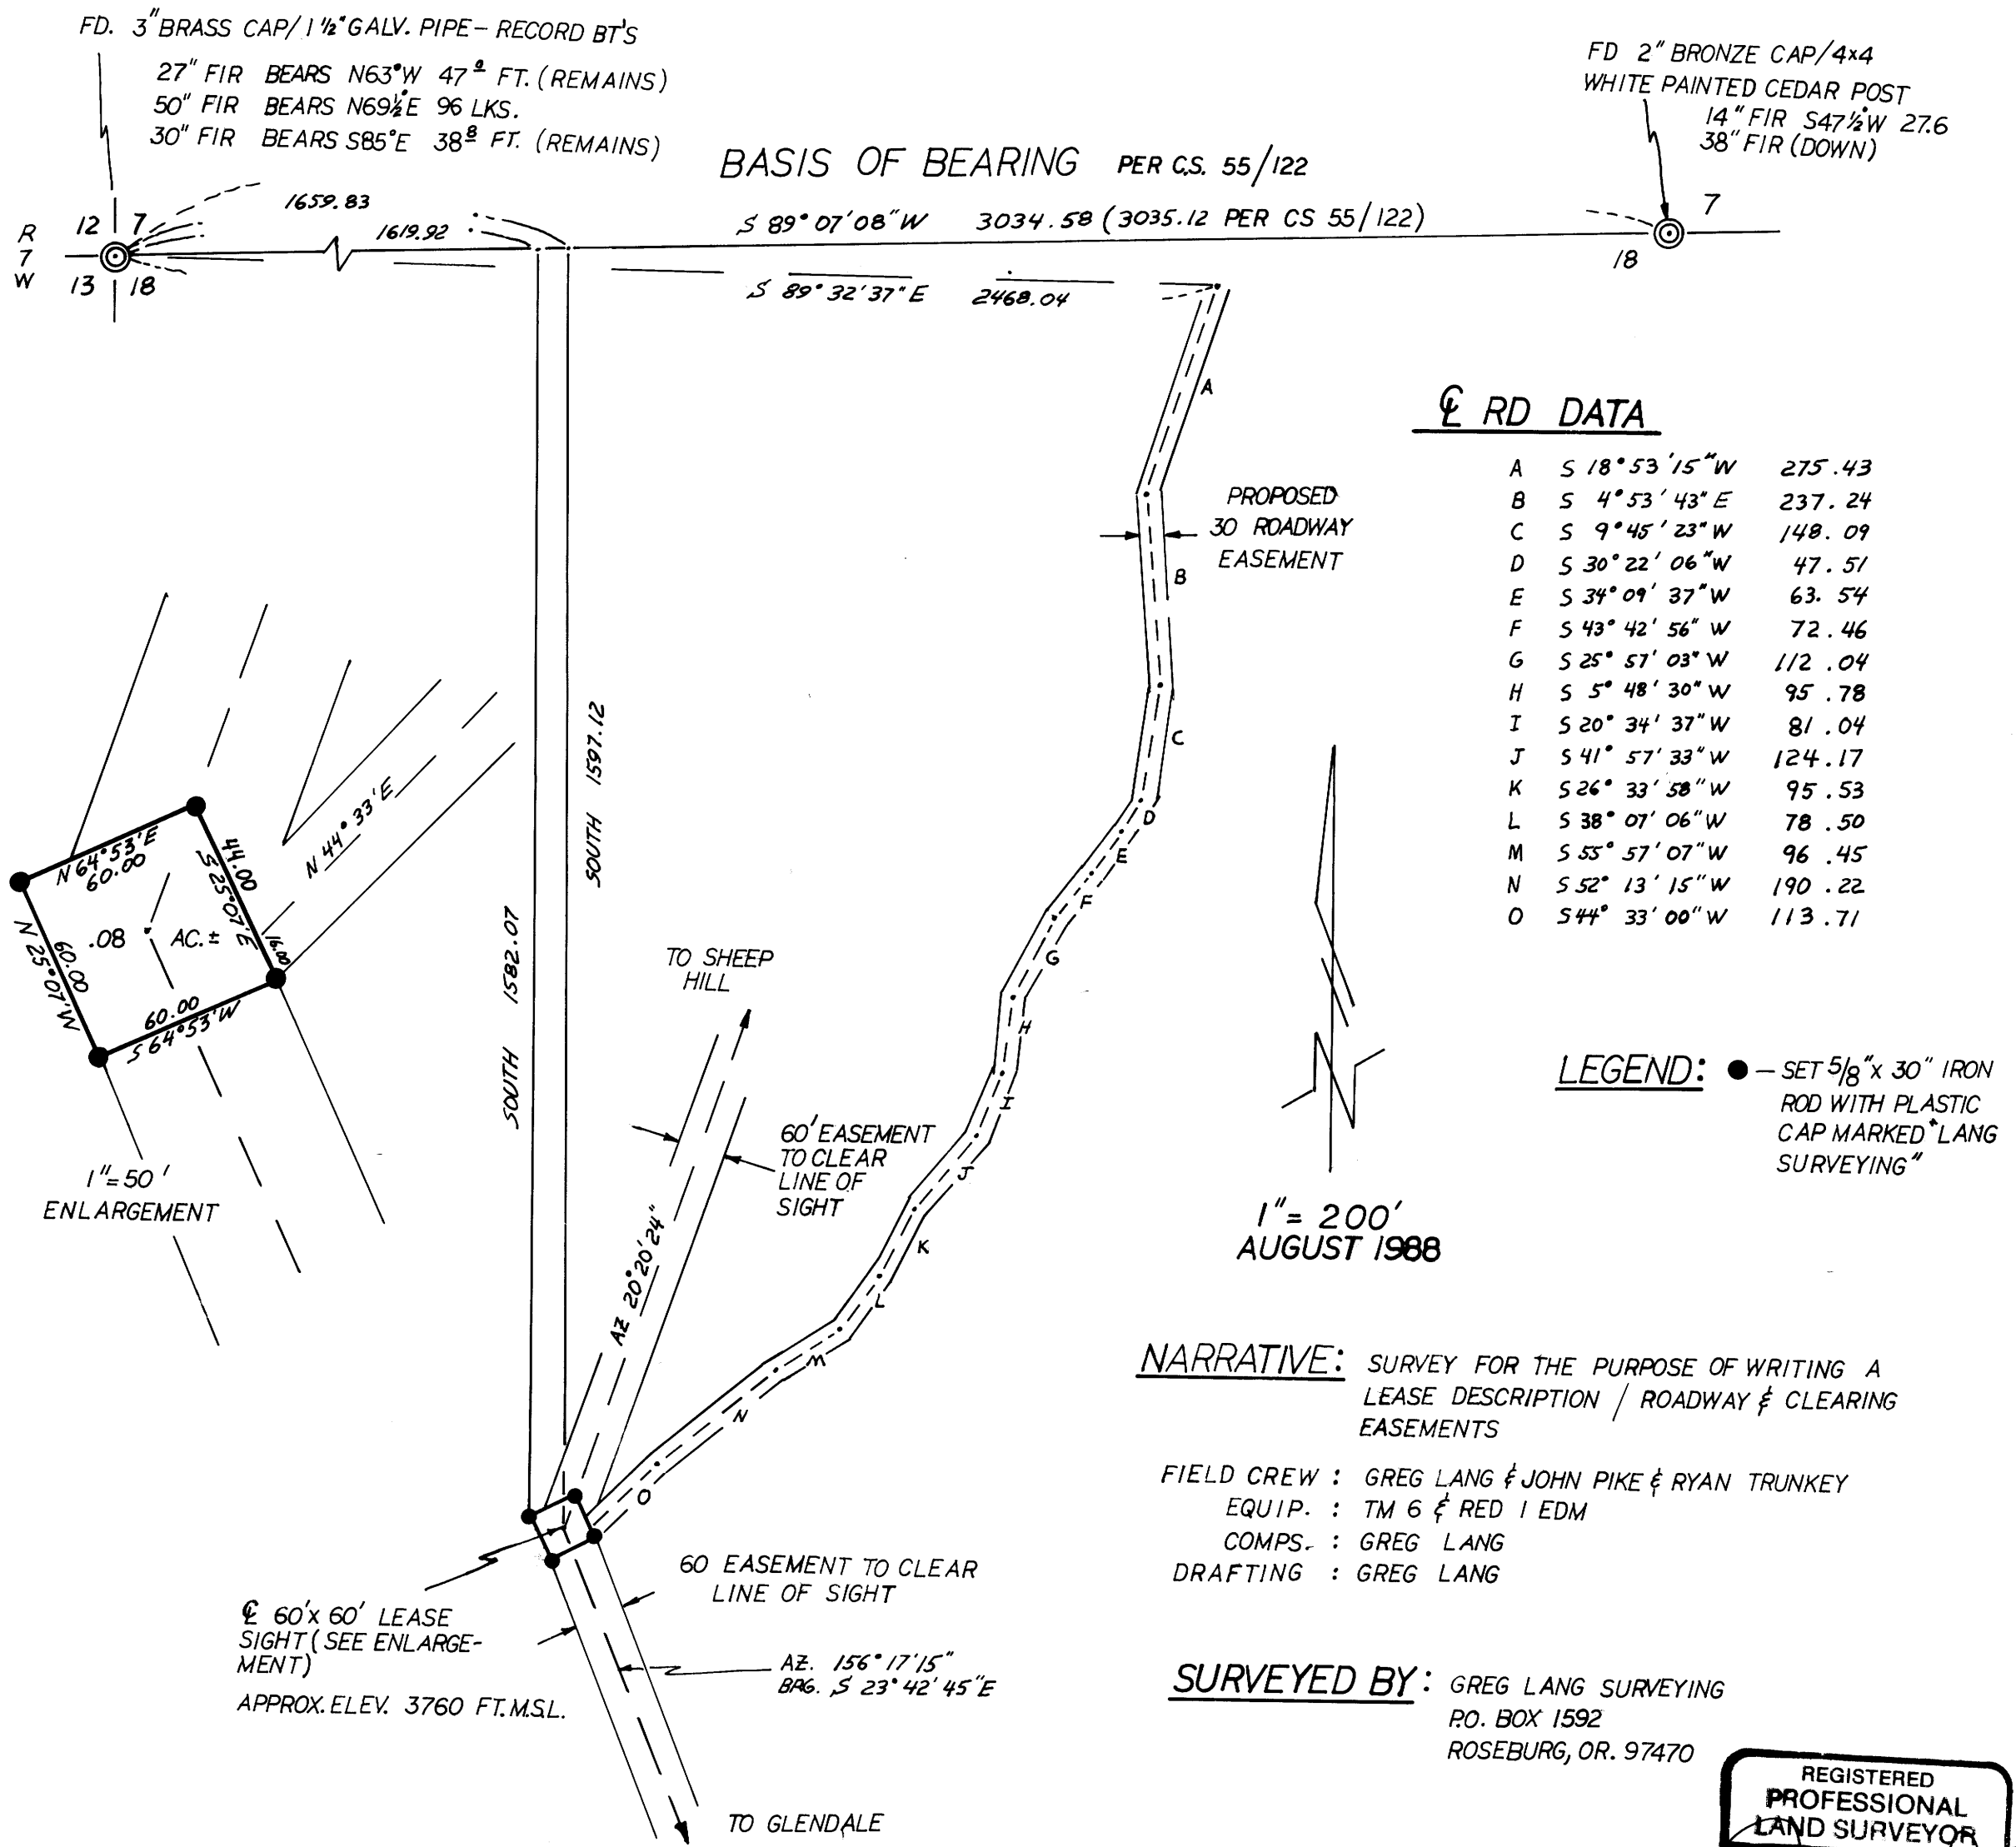 FD. 3" BRASS CAP/ 1 1/2" GALV. PIPE - RECORD BT'S
27" FIR BEARS N63°W 47⁰ FT. (REMAINS)
50" FIR BEARS N69½°E 96 LKS.
30" FIR BEARS S85°E 38⁸ FT. (REMAINS)
FD 2" BRONZE CAP/4x4
WHITE PAINTED CEDAR POST
14" FIR S47½°W 27.6
38" FIR (DOWN)
BASIS OF BEARING PER C.S. 55/122
R
7
W
12 7
13 18
1659.83
1619.92
S 89° 07' 08" W 3034.58 (3035.12 PER CS 55/122)
7
18
S 89° 32' 37" E 2468.04
A
B
C
D
E
F
G
H
I
J
K
L
M
N
O
PROPOSED
30 ROADWAY
EASEMENT
℄ RD DATA
A S 18° 53' 15" W 275.43
B S 4° 53' 43" E 237.24
C S 9° 45' 23" W 148.09
D S 30° 22' 06" W 47.51
E S 34° 09' 37" W 63.54
F S 43° 42' 56" W 72.46
G S 25° 57' 03" W 112.04
H S 5° 48' 30" W 95.78
I S 20° 34' 37" W 81.04
J S 41° 57' 33" W 124.17
K S 26° 33' 58" W 95.53
L S 38° 07' 06" W 78.50
M S 55° 57' 07" W 96.45
N S 52° 13' 15" W 190.22
O S 44° 33' 00" W 113.71
SOUTH 1597.12
SOUTH 1582.07
N 64° 53' E
60.00
44.00
S 25° 07' E
16.00
N 44° 33' E
.08 AC. ±
60.00
N 25° 07' W
60.00
S 64° 53' W
1" = 50'
ENLARGEMENT
TO SHEEP
HILL
60' EASEMENT
TO CLEAR
LINE OF
SIGHT
AZ 20° 20' 24"
LEGEND: ● - SET 5/8" x 30" IRON
ROD WITH PLASTIC
CAP MARKED "LANG
SURVEYING"
1" = 200'
AUGUST 1988
NARRATIVE: SURVEY FOR THE PURPOSE OF WRITING A
LEASE DESCRIPTION / ROADWAY & CLEARING
EASEMENTS
FIELD CREW : GREG LANG & JOHN PIKE & RYAN TRUNKEY
EQUIP. : TM 6 & RED 1 EDM
COMPS. : GREG LANG
DRAFTING : GREG LANG
60 EASEMENT TO CLEAR
LINE OF SIGHT
℄ 60' x 60' LEASE
SIGHT (SEE ENLARGE-
MENT)
APPROX. ELEV. 3760 FT. M.S.L.
AZ. 156° 17' 15"
BRG. S 23° 42' 45" E
TO GLENDALE
SURVEYED BY: GREG LANG SURVEYING
P.O. BOX 1592
ROSEBURG, OR. 97470
REGISTERED
PROFESSIONAL
LAND SURVEYOR